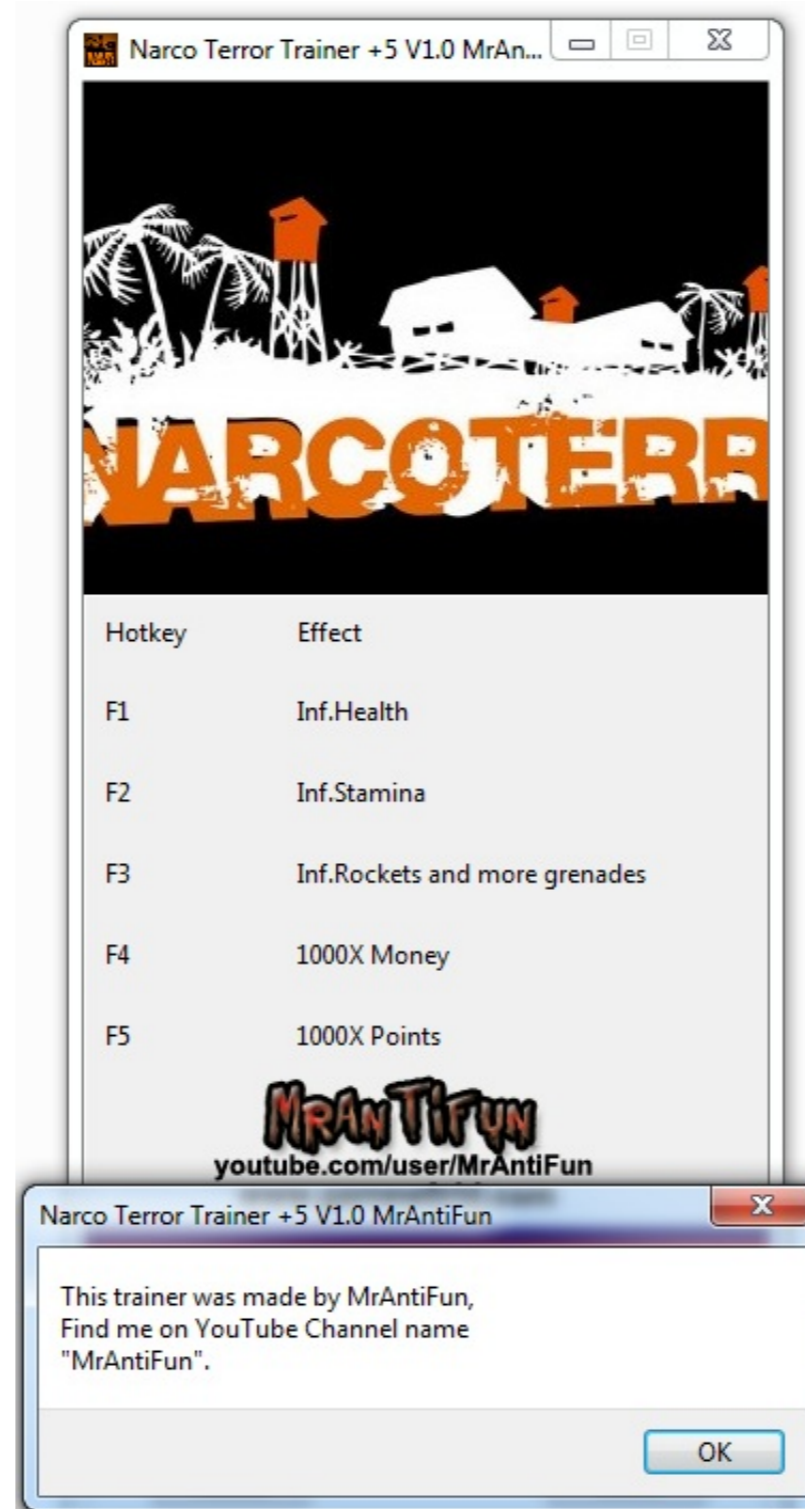 Narco Terror Trainer +5 V1.0 MrAn...
NARCOTERR
Hotkey Effect
F1 Inf.Health
F2 Inf.Stamina
F3 Inf.Rockets and more grenades
F4 1000X Money
F5 1000X Points
MrAnTiFun
youtube.com/user/MrAntiFun
Narco Terror Trainer +5 V1.0 MrAntiFun
This trainer was made by MrAntiFun,
Find me on YouTube Channel name
"MrAntiFun".
OK